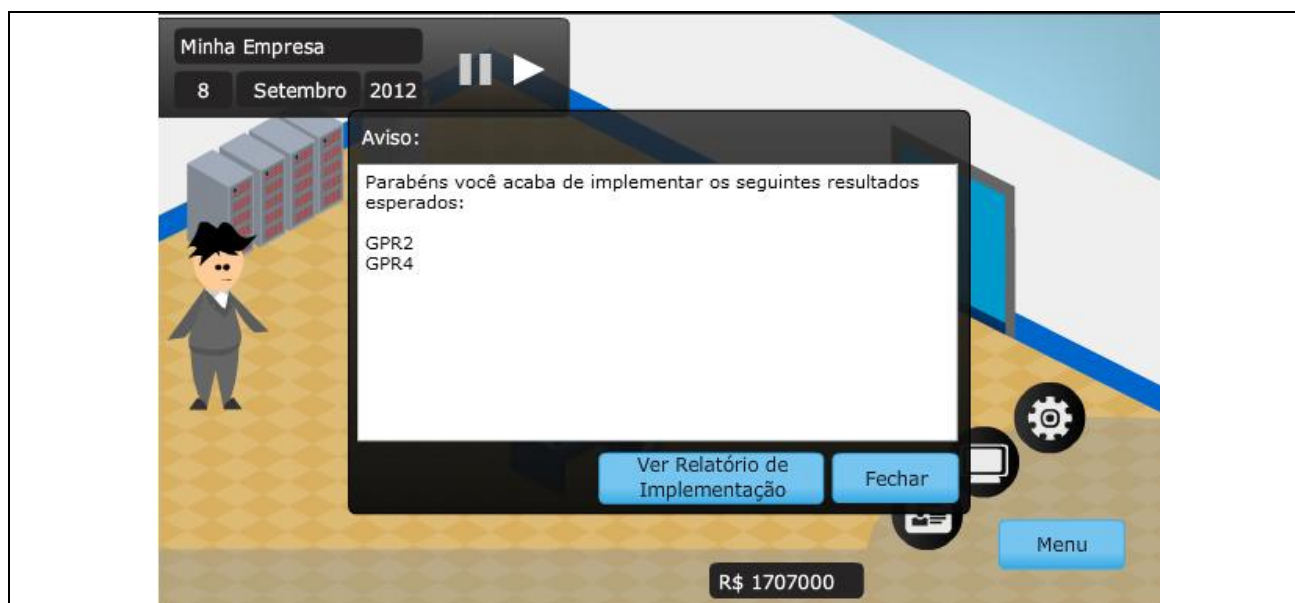 Minha Empresa
8 Setembro 2012
Aviso:
Parabéns você acaba de implementar os seguintes resultados
esperados:
GPR2
GPR4
Ver Relatório de
Implementação
Fechar
Menu
R$ 1707000